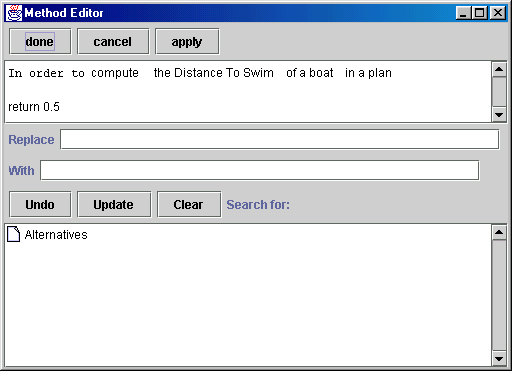 Method Editor
done cancel apply
In order to compute the Distance To Swim of a boat in a plan
return 0.5
Replace
With
Undo Update Clear Search for:
Alternatives